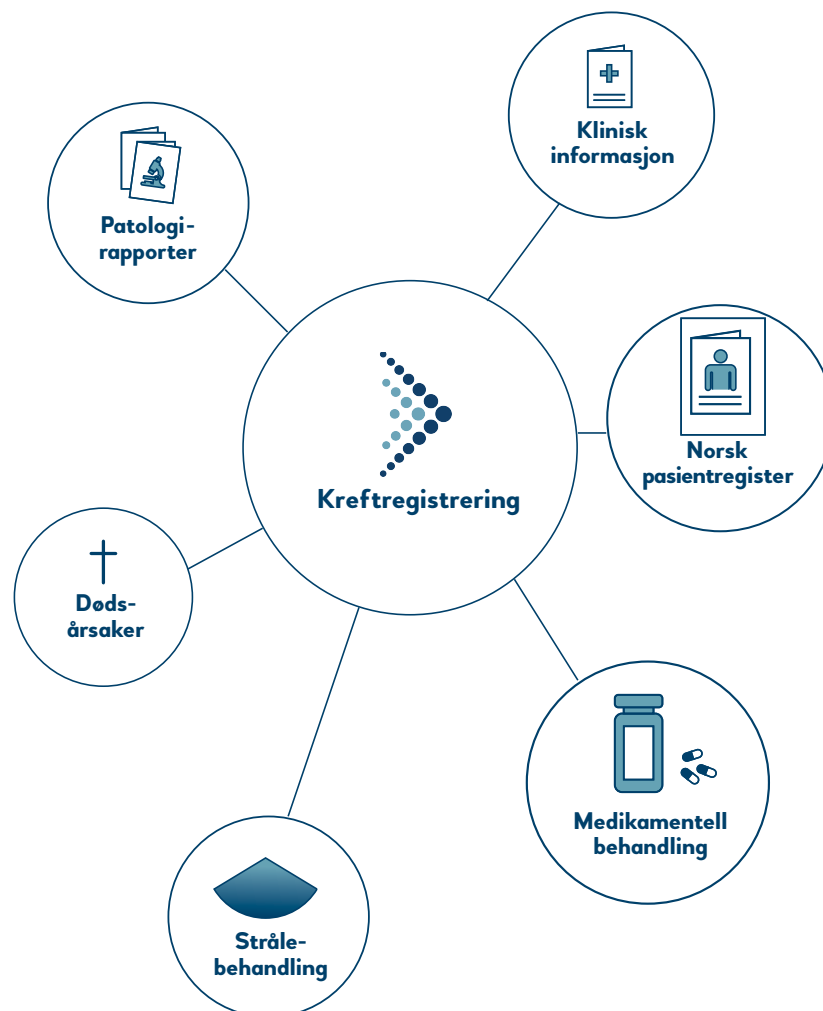 Klinisk
informasjon
Patologi-
rapporter
Norsk
pasientregister
Kreftregistrering
Døds-
årsaker
Medikamentell
behandling
Stråle-
behandling